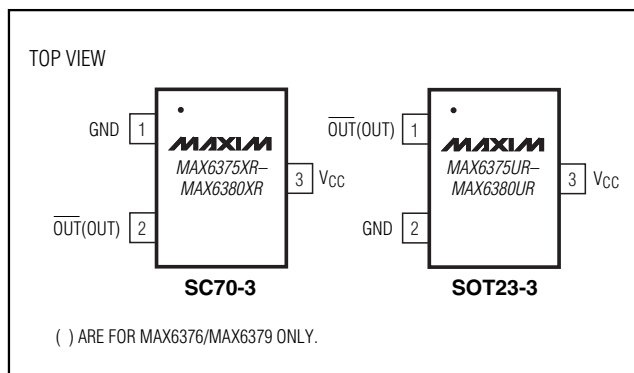 TOP VIEW
GND 1
MAXIM
MAX6375XR–
MAX6380XR
3 VCC
OUT(OUT) 2
SC70-3
OUT(OUT) 1
MAXIM
MAX6375UR–
MAX6380UR
3 VCC
GND 2
SOT23-3
( ) ARE FOR MAX6376/MAX6379 ONLY.